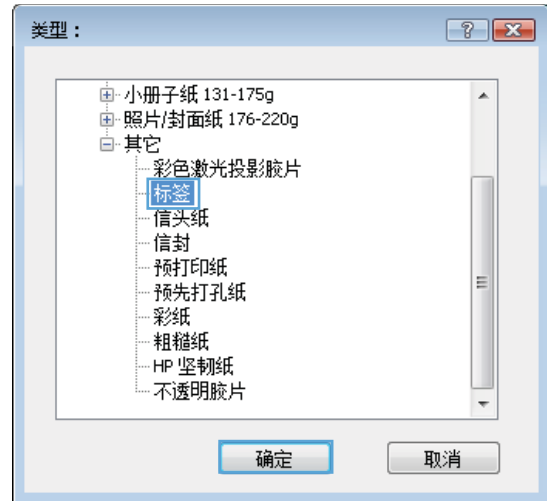 类型：
小册子纸 131-175g
照片/封面纸 176-220g
其它
彩色激光投影胶片
标签
信头纸
信封
预打印纸
预先打孔纸
彩纸
粗糙纸
HP 坚韧纸
不透明胶片
确定 取消